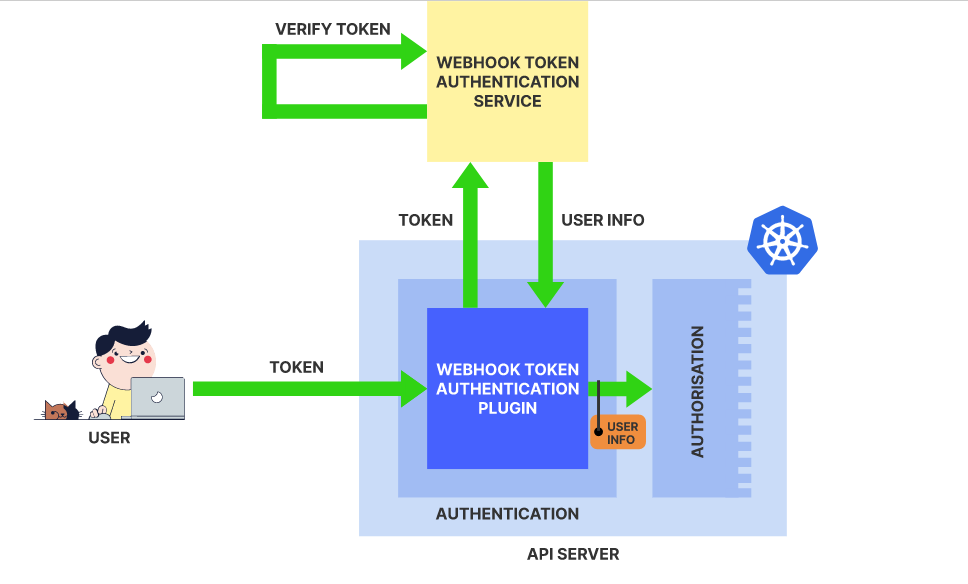 VERIFY TOKEN
WEBHOOK TOKEN
AUTHENTICATION
SERVICE
TOKEN
USER INFO
TOKEN
WEBHOOK TOKEN
AUTHENTICATION
PLUGIN
USER
INFO
AUTHORISATION
USER
AUTHENTICATION
API SERVER